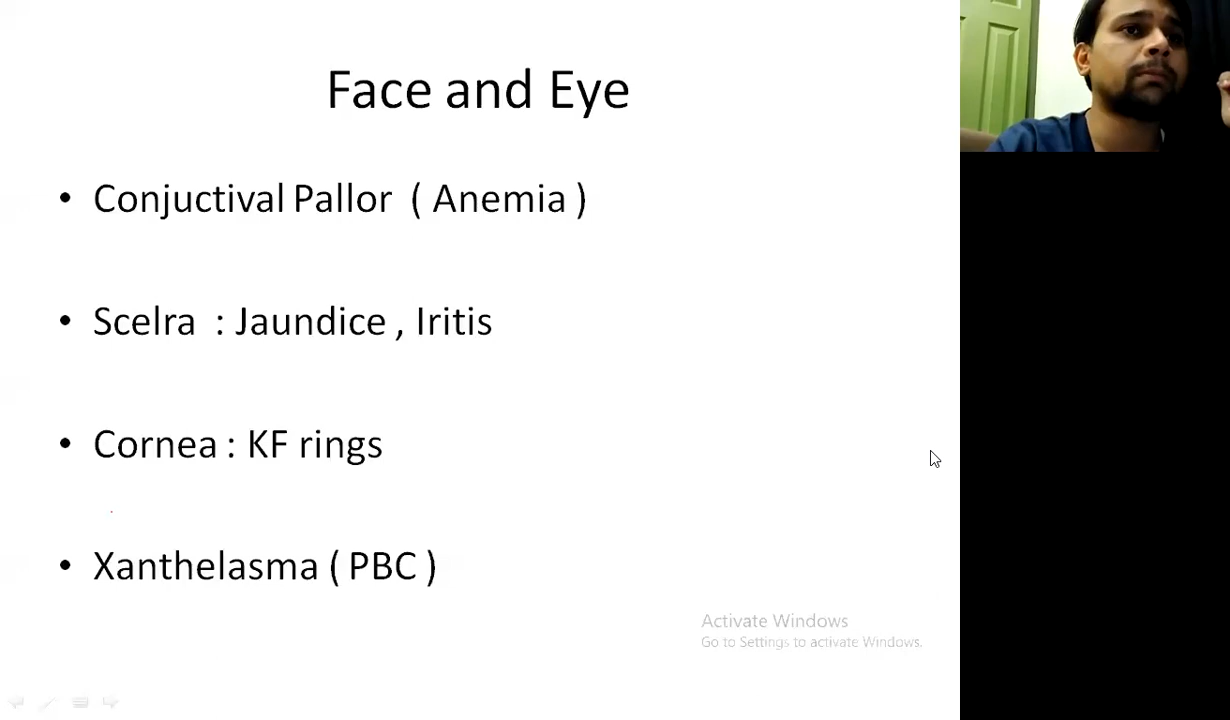 Face and Eye
• Conjuctival Pallor ( Anemia )
• Scelra : Jaundice , Iritis
• Cornea : KF rings
• Xanthelasma ( PBC )
Activate Windows
Go to Settings to activate Windows.